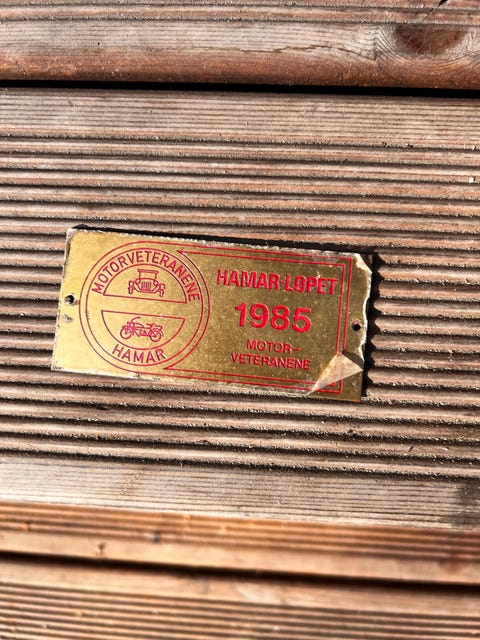 MOTORVETERANENE
HAMAR
HAMAR-LØPET
1985
MOTOR-
VETERANENE